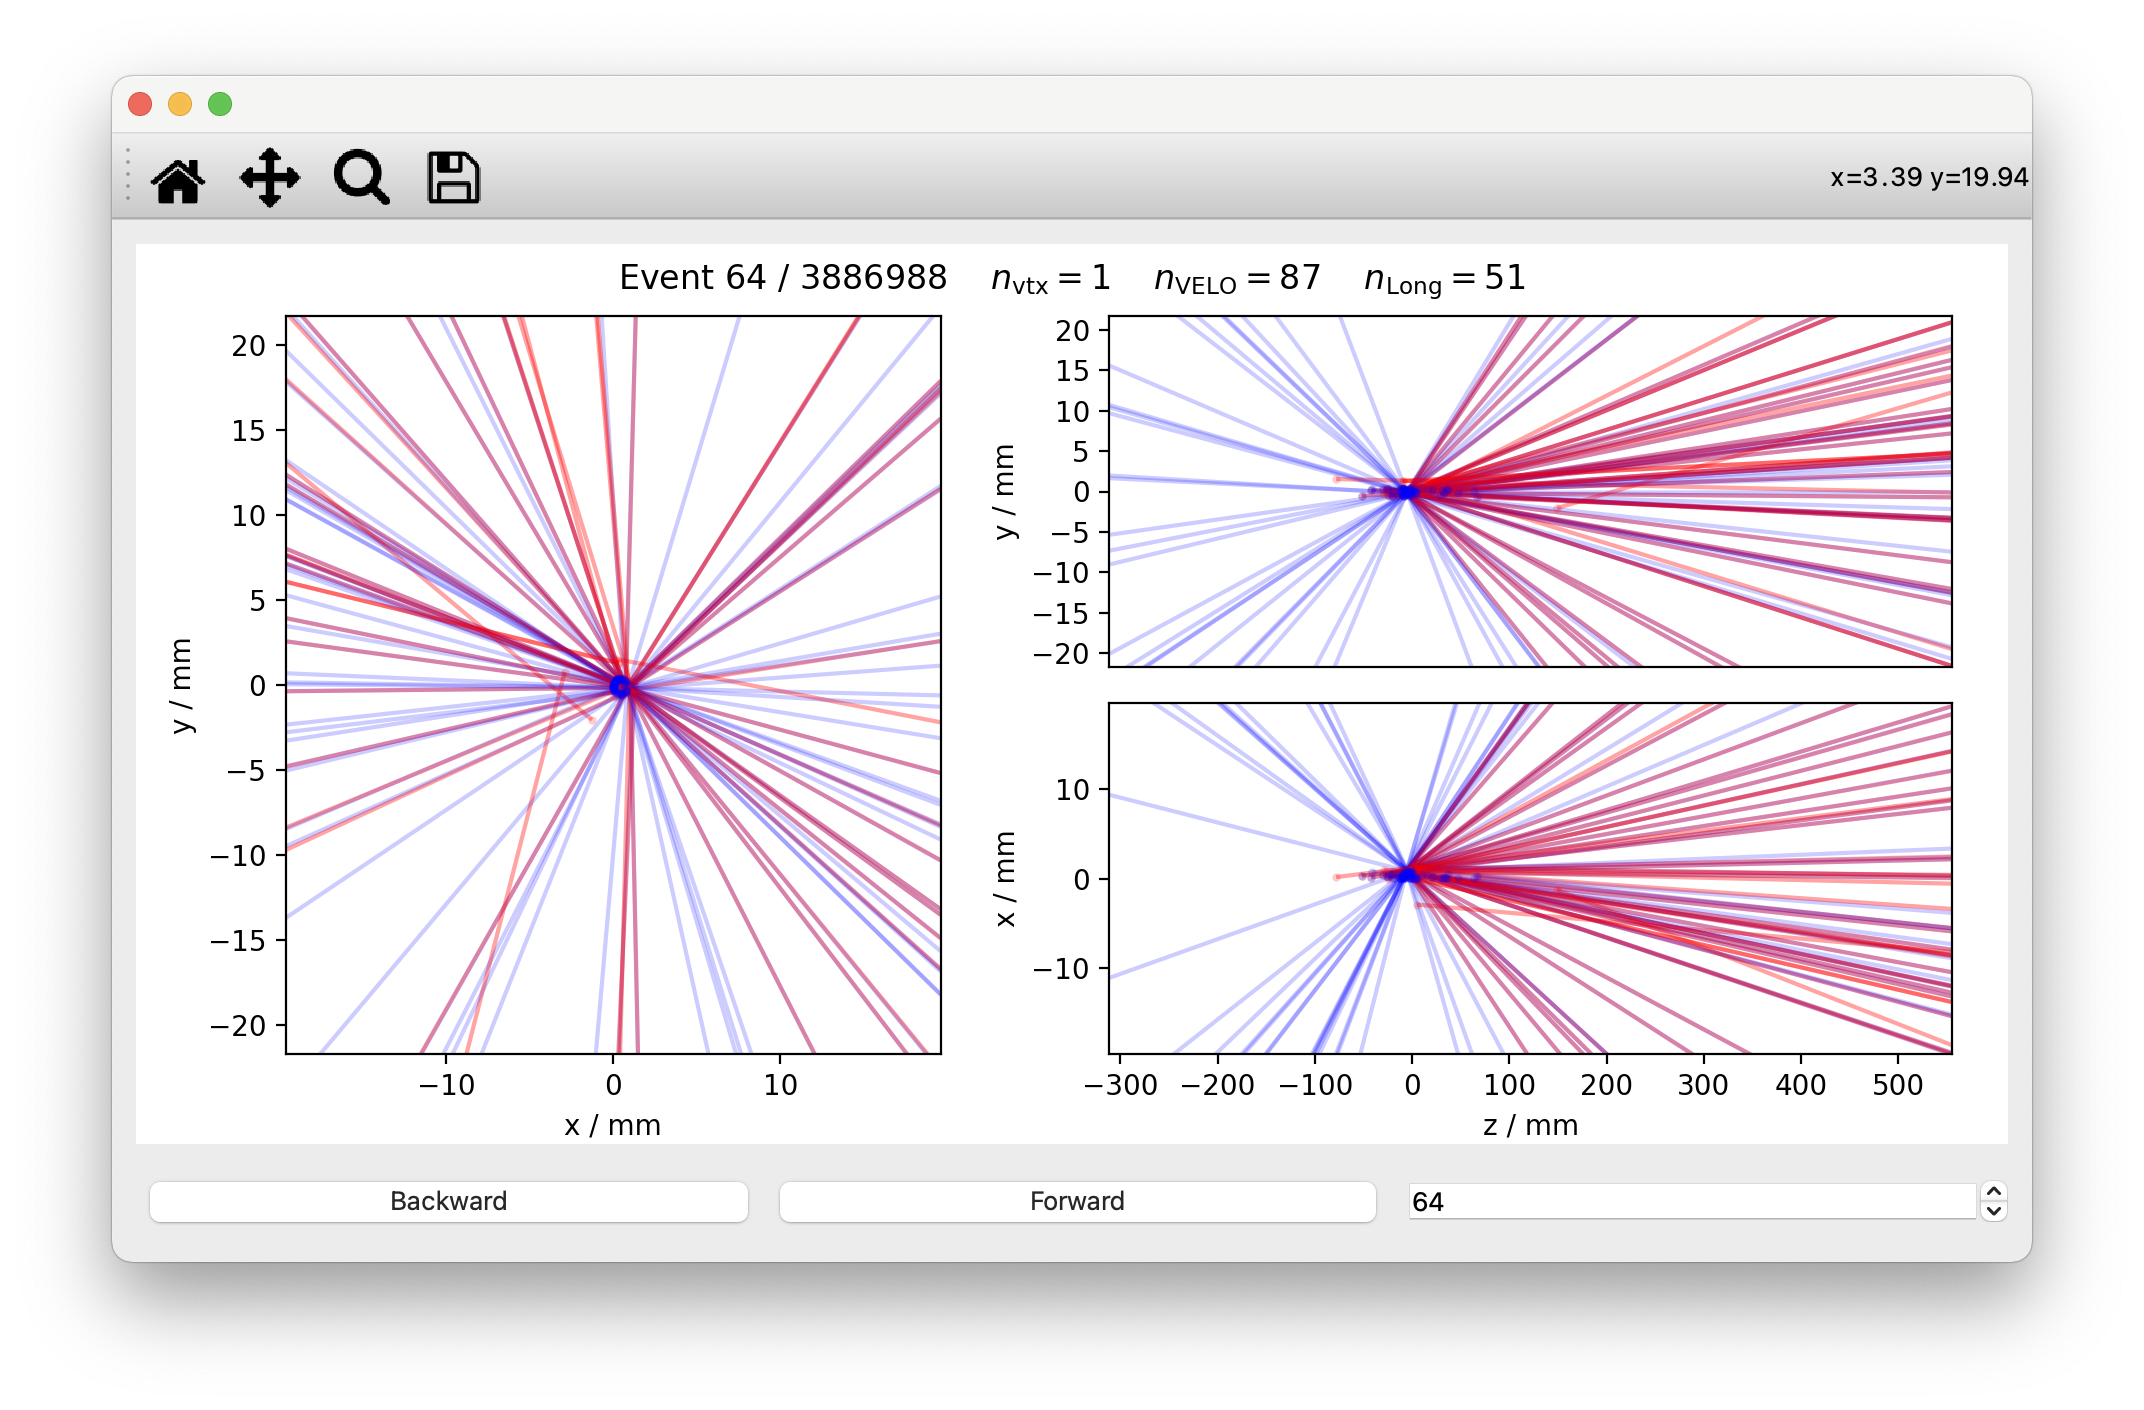 x=3.39 y=19.94
Event 64 / 3886988 n_vtx = 1 n_VELO = 87 n_Long = 51
20
15
10
5
0
−5
−10
−15
−20
y / mm
−10
0
10
x / mm
20
15
10
5
0
−5
−10
−15
−20
y / mm
10
0
−10
x / mm
−300 −200 −100 0 100 200 300 400 500
z / mm
Backward
Forward
64